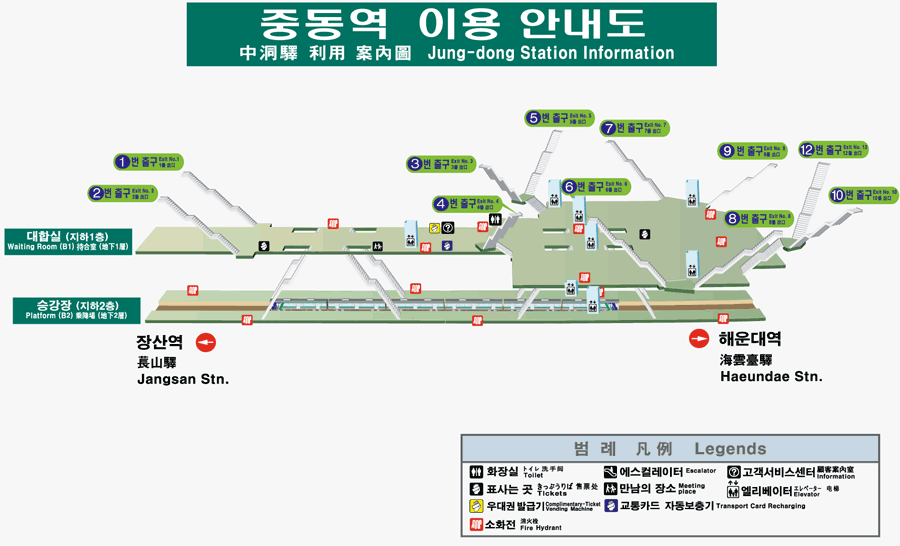 중동역 이용 안내도
中洞驛 利用 案內圖 Jung-dong Station Information
5번 출구 Exit No. 5
5番 出口
7번 출구 Exit No. 7
7番 出口
1번 출구 Exit No.1
1番 出口
3번 출구 Exit No. 3
3番 出口
9번 출구 Exit No. 9
9番 出口
12번 출구 Exit No. 12
12番 出口
2번 출구 Exit No. 2
2番 出口
4번 출구 Exit No. 4
4番 出口
6번 출구 Exit No. 6
6番 出口
8번 출구 Exit No. 8
8番 出口
10번 출구 Exit No. 10
10番 出口
대합실 (지하1층)
Waiting Room (B1) 待合室 (地下1層)
승강장 (지하2층)
Platform (B2) 乘降場 (地下2層)
장산역
萇山驛
Jangsan Stn.
해운대역
海雲臺驛
Haeundae Stn.
범 례 凡 例 Legends
화장실 トイレ 洗手间 Toilet
에스컬레이터 Escalator
고객서비스센터 顧客案內室 Information
표사는 곳 きっぷうりば 售票处 Tickets
만남의 장소 Meeting place
엘리베이터 エレベーター 电梯 Elevator
우대권 발급기 Complimentary-Ticket Vending Machine
교통카드 자동보충기 Transport Card Recharging
소화전 消火栓 Fire Hydrant